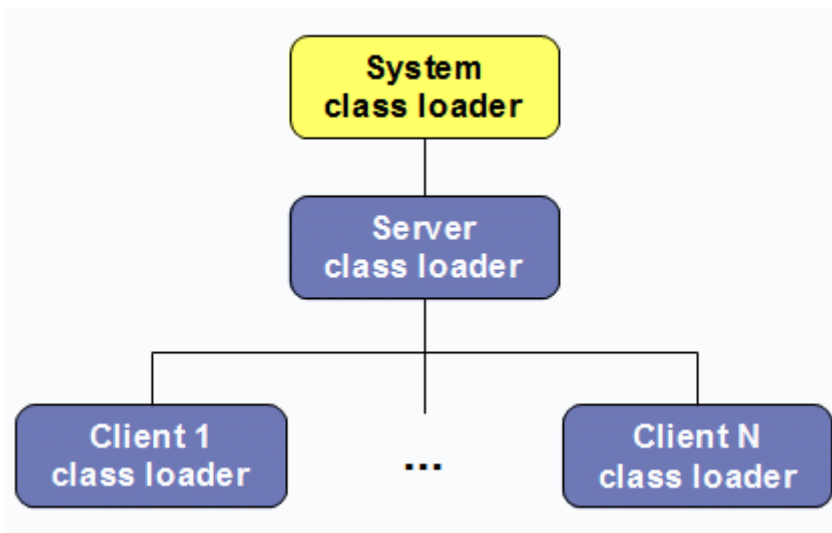 System
class loader
Server
class loader
Client 1
class loader
...
Client N
class loader